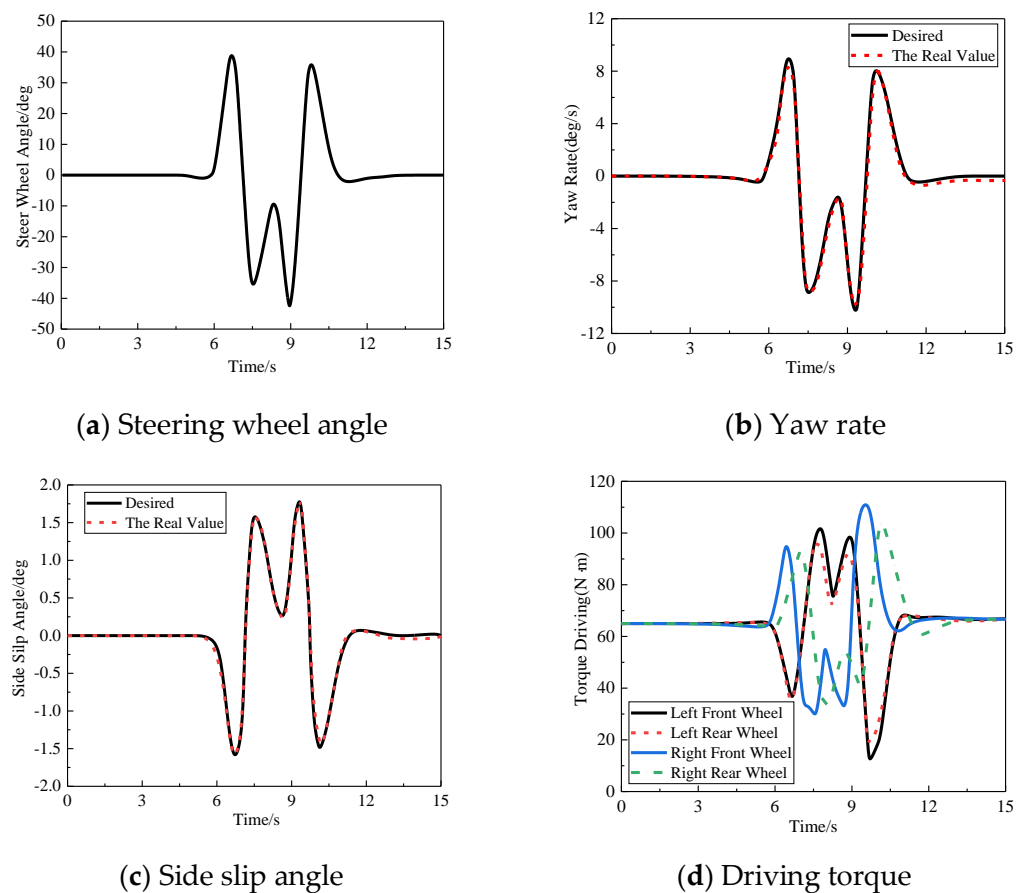 50
40
30
20
10
0
-10
-20
-30
-40
-50
Steer Wheel Angle/deg
0 3 6 9 12 15
Time/s
(a) Steering wheel angle
12
8
4
0
-4
-8
-12
Yaw Rate(deg/s)
Desired
The Real Value
0 3 6 9 12 15
Time/s
(b) Yaw rate
2.0
1.5
1.0
0.5
0.0
-0.5
-1.0
-1.5
-2.0
Side Slip Angle/deg
Desired
The Real Value
0 3 6 9 12 15
Time/s
(c) Side slip angle
120
100
80
60
40
20
0
Torque Driving(N·m)
Left Front Wheel
Left Rear Wheel
Right Front Wheel
Right Rear Wheel
0 3 6 9 12 15
Time/s
(d) Driving torque